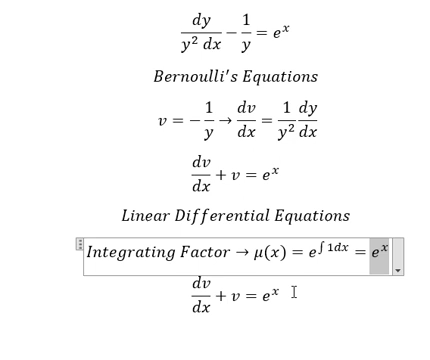 dy/(y² dx) − 1/y = eˣ
Bernoulli's Equations
v = −1/y → dv/dx = 1/y² dy/dx
dv/dx + v = eˣ
Linear Differential Equations
Integrating Factor → μ(x) = e^∫ 1dx = eˣ
dv/dx + v = eˣ